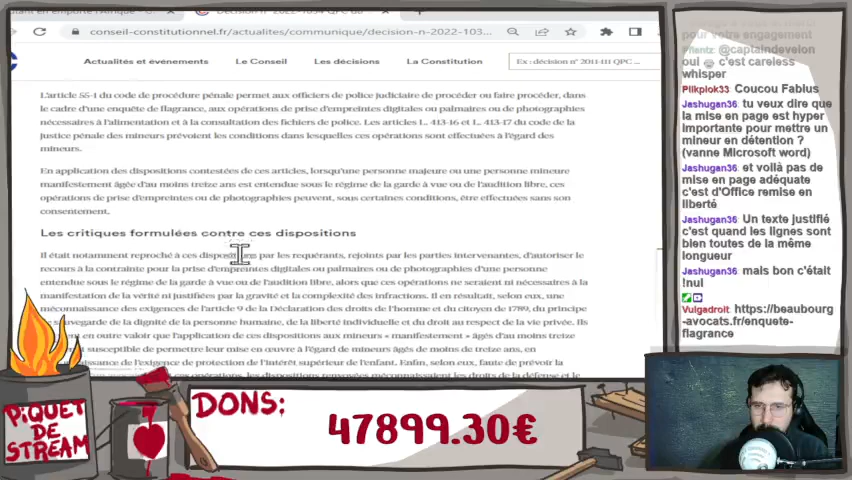 conseil-constitutionnel.fr/actualites/communique/decision-n-2022-103...
Actualités et événements
Le Conseil
Les décisions
La Constitution
Ex : décision n° 2011-111 QPC ...
L'article 55-1 du code de procédure pénale permet aux officiers de police judiciaire de procéder ou faire procéder, dans
le cadre d'une enquête de flagrance, aux opérations de prise d'empreintes digitales ou palmaires ou de photographies
nécessaires à l'alimentation et à la consultation des fichiers de police. Les articles L. 413-16 et L. 413-17 du code de la
justice pénale des mineurs prévoient les conditions dans lesquelles ces opérations sont effectuées à l'égard des
mineurs.
En application des dispositions contestées de ces articles, lorsqu'une personne majeure ou une personne mineure
manifestement âgée d'au moins treize ans est entendue sous le régime de la garde à vue ou de l'audition libre, ces
opérations de prise d'empreintes ou de photographies peuvent, sous certaines conditions, être effectuées sans son
consentement.
Les critiques formulées contre ces dispositions
Il était notamment reproché à ces dispositions par les requérants, rejoints par les parties intervenantes, d'autoriser le
recours à la contrainte pour la prise d'empreintes digitales ou palmaires ou de photographies d'une personne
entendue sous le régime de la garde à vue ou de l'audition libre, alors que ces opérations ne seraient ni nécessaires à
la manifestation de la vérité ni justifiées par la gravité et la complexité des infractions. Il en résultait, selon eux, une
méconnaissance des exigences de l'article 9 de la Déclaration des droits de l'homme et du citoyen de 1789, du principe
sauvegarde de la dignité de la personne humaine, de la liberté individuelle et du droit au respect de la vie privée. Ils
en outre valoir que l'application de ces dispositions aux mineurs « manifestement » âgés d'au moins treize
susceptible de permettre leur mise en œuvre à l'égard de mineurs âgés de moins de treize ans, en
naissance de l'exigence de protection de l'intérêt supérieur de l'enfant. Enfin, selon eux, faute de prévoir la
opérations, les dispositions renvoyées méconnaissaient les droits de la défense et le
pour votre engagement
@captaindevelon
oui c'est careless
whisper
Plikplok33 Coucou Fablus
Jashugan36: tu veux dire que
la mise en page est hyper
importante pour mettre un
mineur en détention ?
(vanne Microsoft word)
Jashugan36: et voilà pas de
mise en page adéquate
c'est d'Office remise en
liberté
Jashugan36: Un texte justifié
c'est quand les lignes sont
bien toutes de la même
longueur
Jashugan36: mais bon c'était
!nul
Vulgadroit: https://beaubourg
-avocats.fr/enquete-
flagrance
PIQUET
DE
STREAM
DONS:
47899.30€